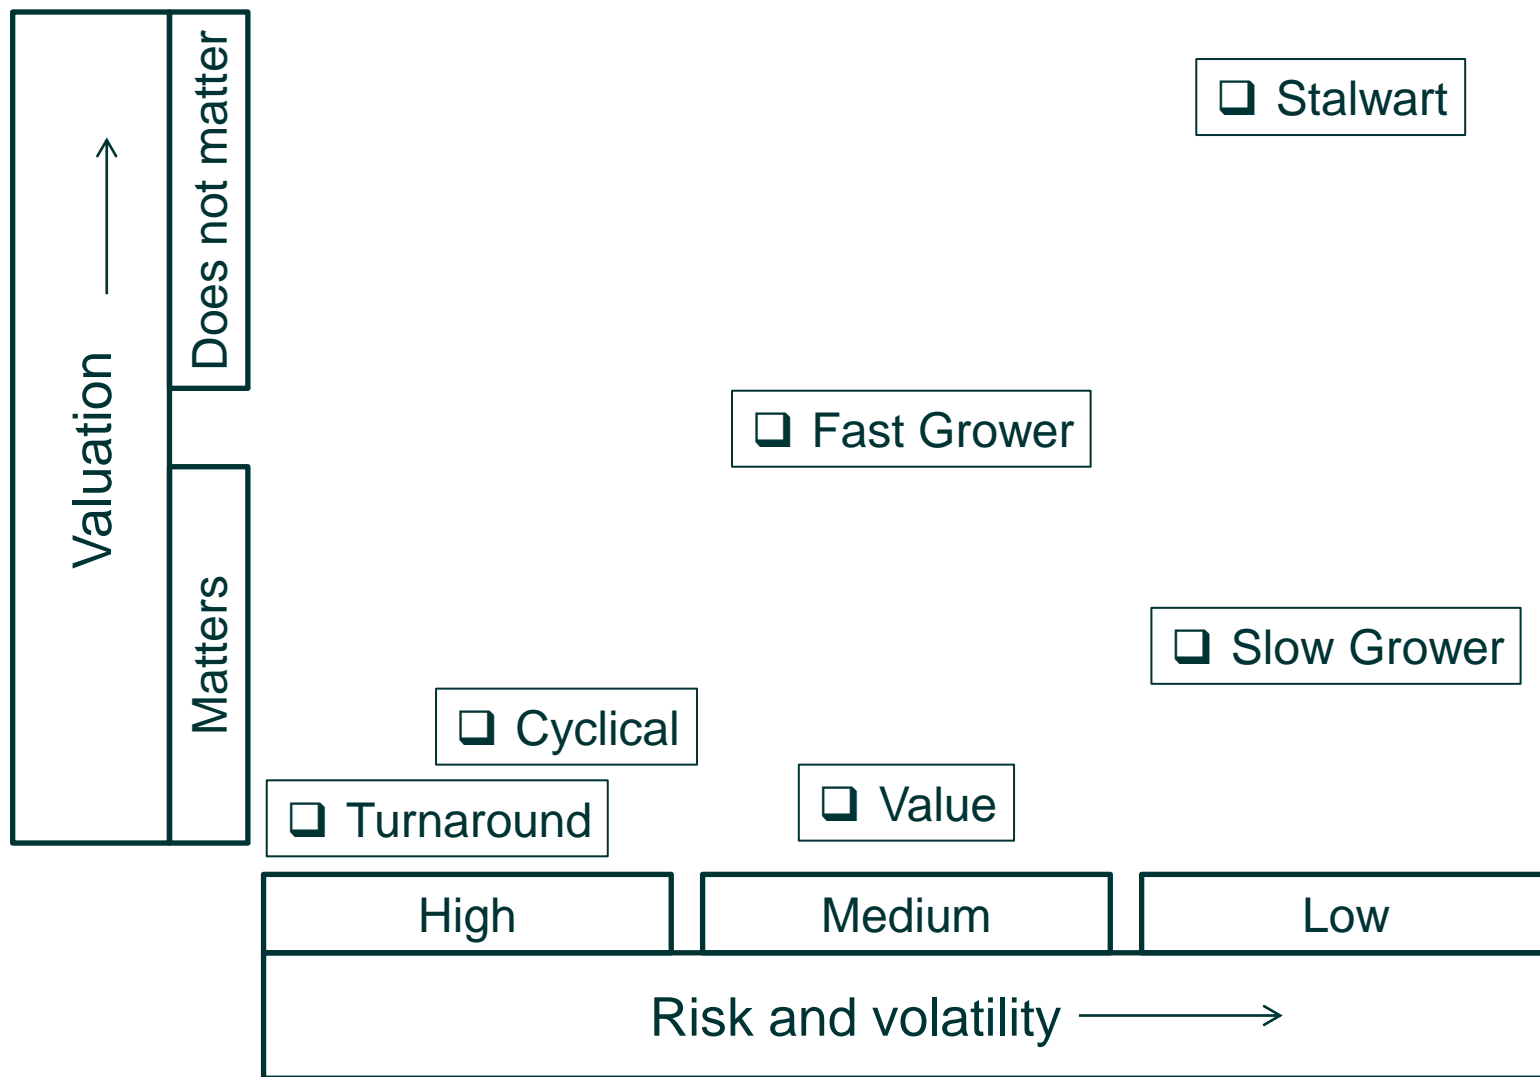 Valuation
Does not matter
Matters
❑ Stalwart
❑ Fast Grower
❑ Slow Grower
❑ Cyclical
❑ Value
❑ Turnaround
High
Medium
Low
Risk and volatility